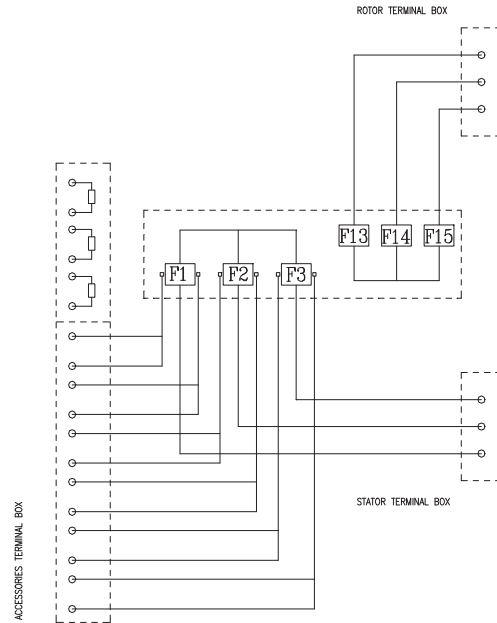 ROTOR TERMINAL BOX
F13 F14 F15
F1 F2 F3
STATOR TERMINAL BOX
ACCESSORIES TERMINAL BOX